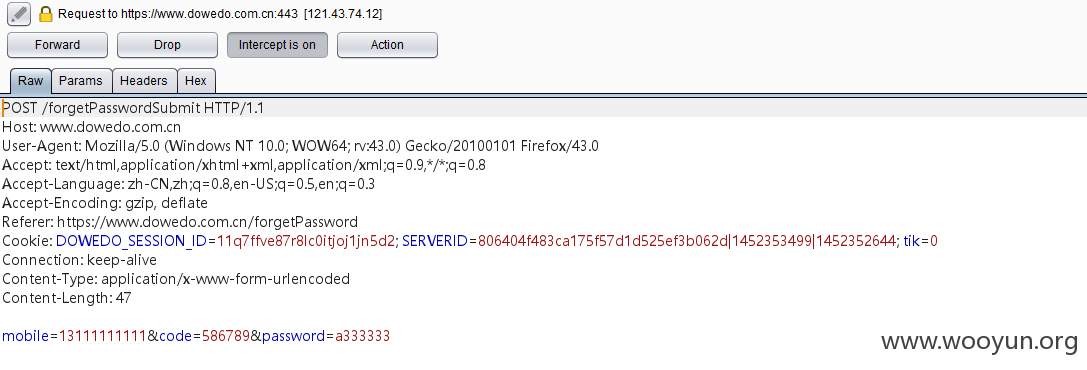 Request to https://www.dowedo.com.cn:443 [121.43.74.12]
Forward Drop Intercept is on Action
Raw Params Headers Hex
POST /forgetPasswordSubmit HTTP/1.1
Host: www.dowedo.com.cn
User-Agent: Mozilla/5.0 (Windows NT 10.0; WOW64; rv:43.0) Gecko/20100101 Firefox/43.0
Accept: text/html,application/xhtml+xml,application/xml;q=0.9,*/*;q=0.8
Accept-Language: zh-CN,zh;q=0.8,en-US;q=0.5,en;q=0.3
Accept-Encoding: gzip, deflate
Referer: https://www.dowedo.com.cn/forgetPassword
Cookie: DOWEDO_SESSION_ID=11q7ffve87r8lc0itjoj1jn5d2; SERVERID=806404f483ca175f57d1d525ef3b062d|1452353499|1452352644; tik=0
Connection: keep-alive
Content-Type: application/x-www-form-urlencoded
Content-Length: 47
mobile=13111111111&code=586789&password=a333333
www.wooyun.org